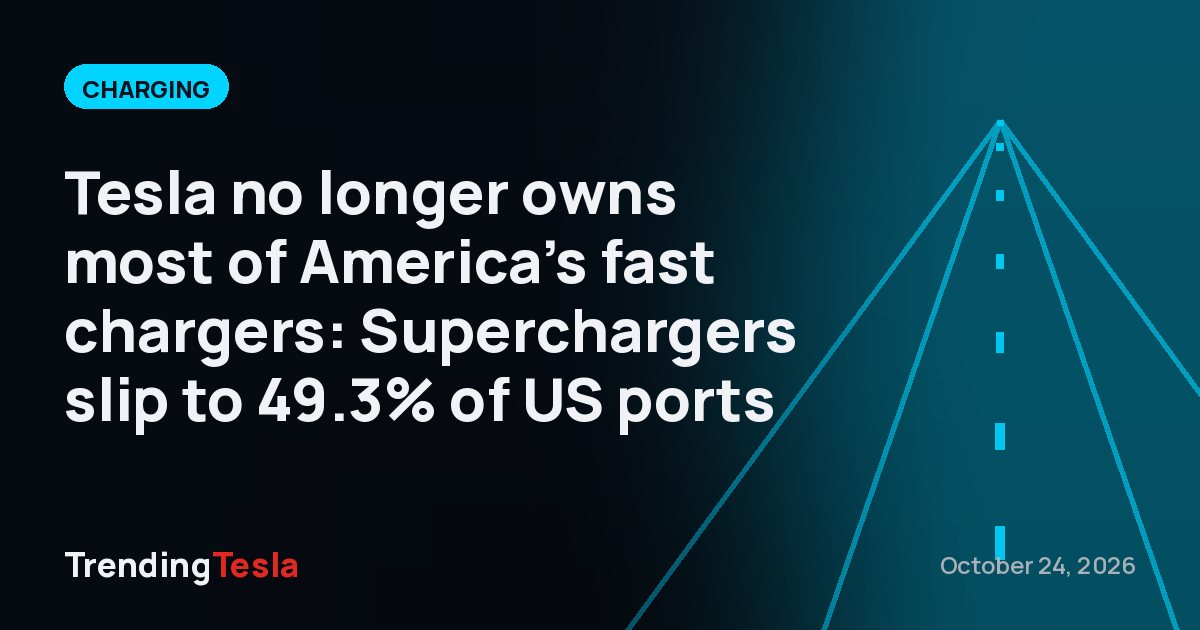 CHARGING
Tesla no longer owns
most of America’s fast
chargers: Superchargers
slip to 49.3% of US ports
TrendingTesla
October 24, 2026